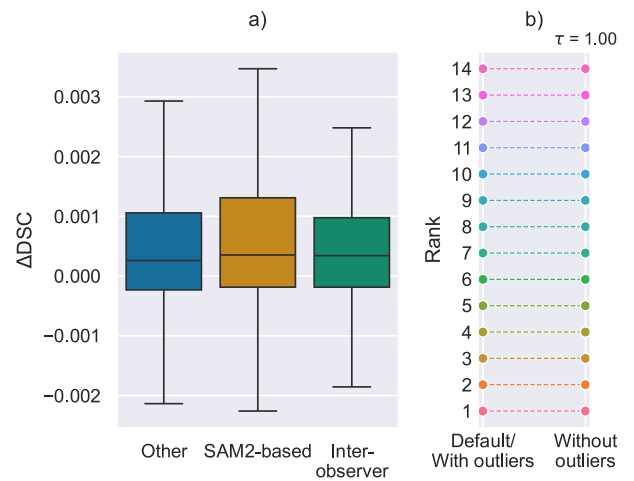 a)
ΔDSC
0.003
0.002
0.001
0.000
−0.001
−0.002
Other
SAM2-based
Inter-
observer
b)
τ = 1.00
Rank
14
13
12
11
10
9
8
7
6
5
4
3
2
1
Default/
With outliers
Without
outliers